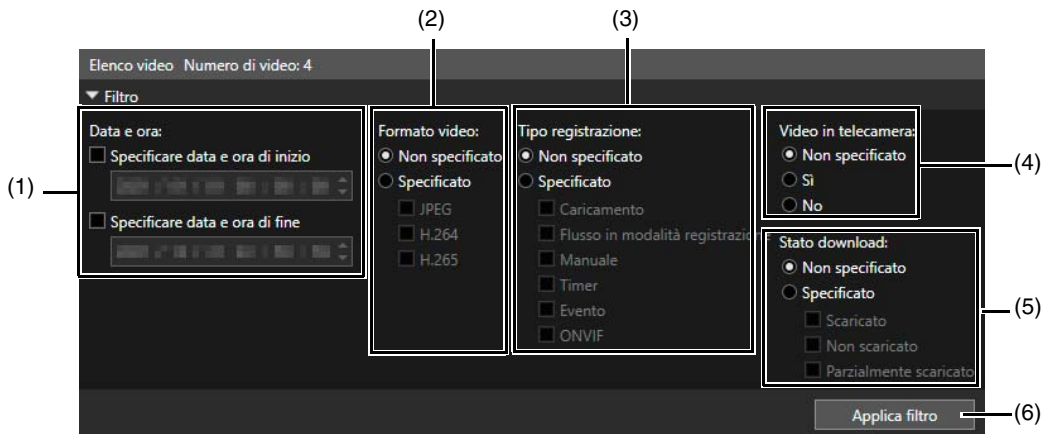 (2)
(3)
Elenco video Numero di video: 4
Filtro
(1)
Data e ora:
Specificare data e ora di inizio
Specificare data e ora di fine
Formato video:
Non specificato
Specificato
JPEG
H.264
H.265
Tipo registrazione:
Non specificato
Specificato
Caricamento
Flusso in modalità registrazione
Manuale
Timer
Evento
ONVIF
Video in telecamera:
Non specificato
Sì
No
(4)
Stato download:
Non specificato
Specificato
Scaricato
Non scaricato
Parzialmente scaricato
(5)
Applica filtro
(6)